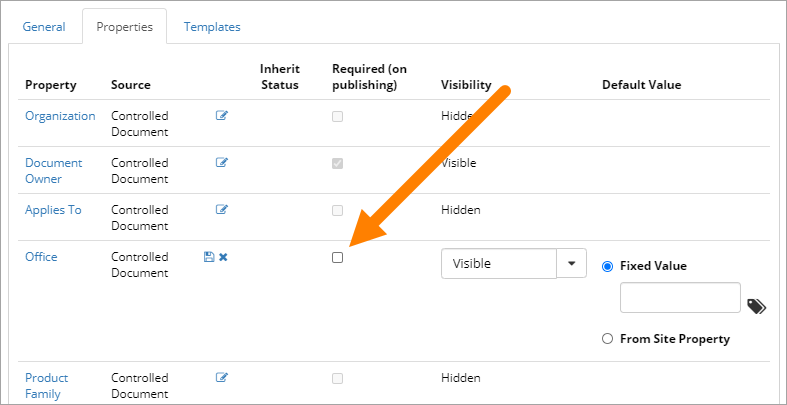 General Properties Templates
Inherit Required (on
Property Source Status publishing) Visibility Default Value
Organization Controlled Hidden
Document
Document Controlled Visible
Owner Document
Applies To Controlled Hidden
Document
Office Controlled Visible Fixed Value
Document
From Site Property
Product Controlled Hidden
Family Document